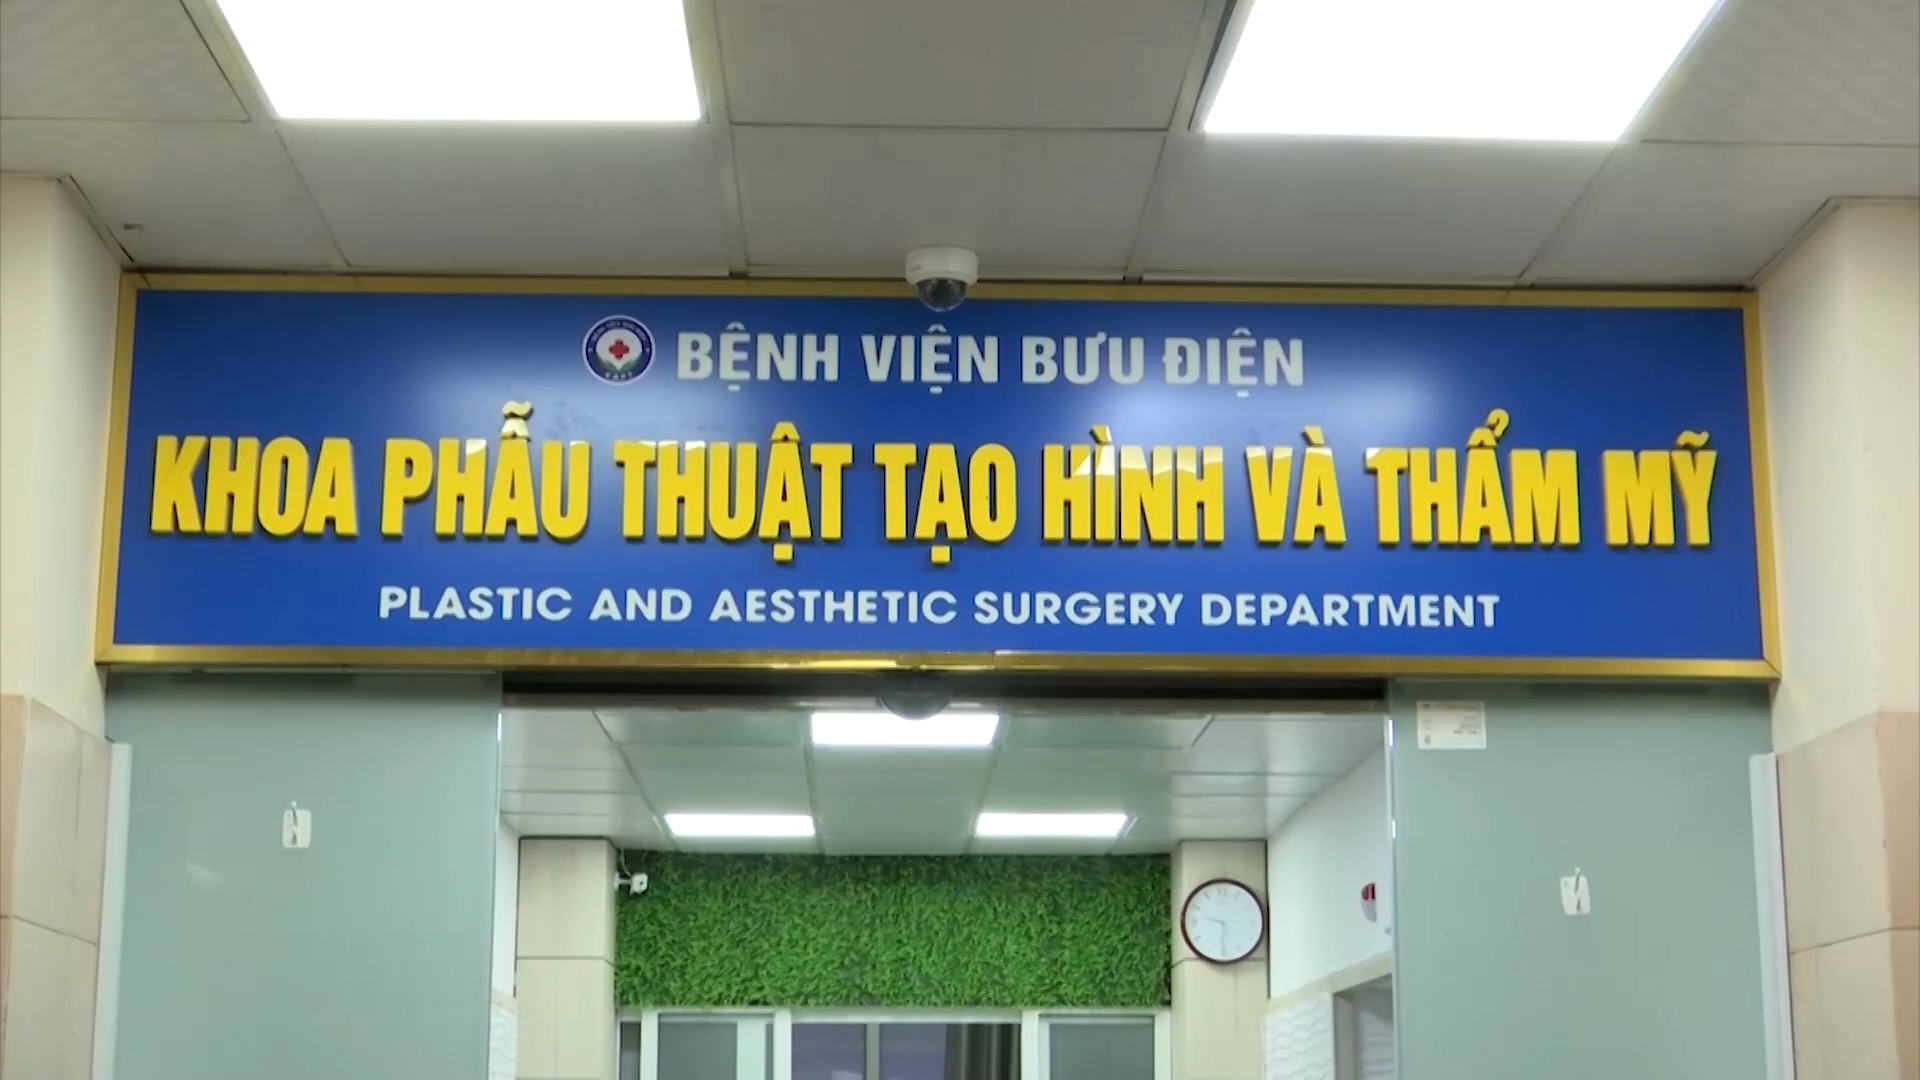 BỆNH VIỆN BƯU ĐIỆN
KHOA PHẪU THUẬT TẠO HÌNH VÀ THẨM MỸ
PLASTIC AND AESTHETIC SURGERY DEPARTMENT